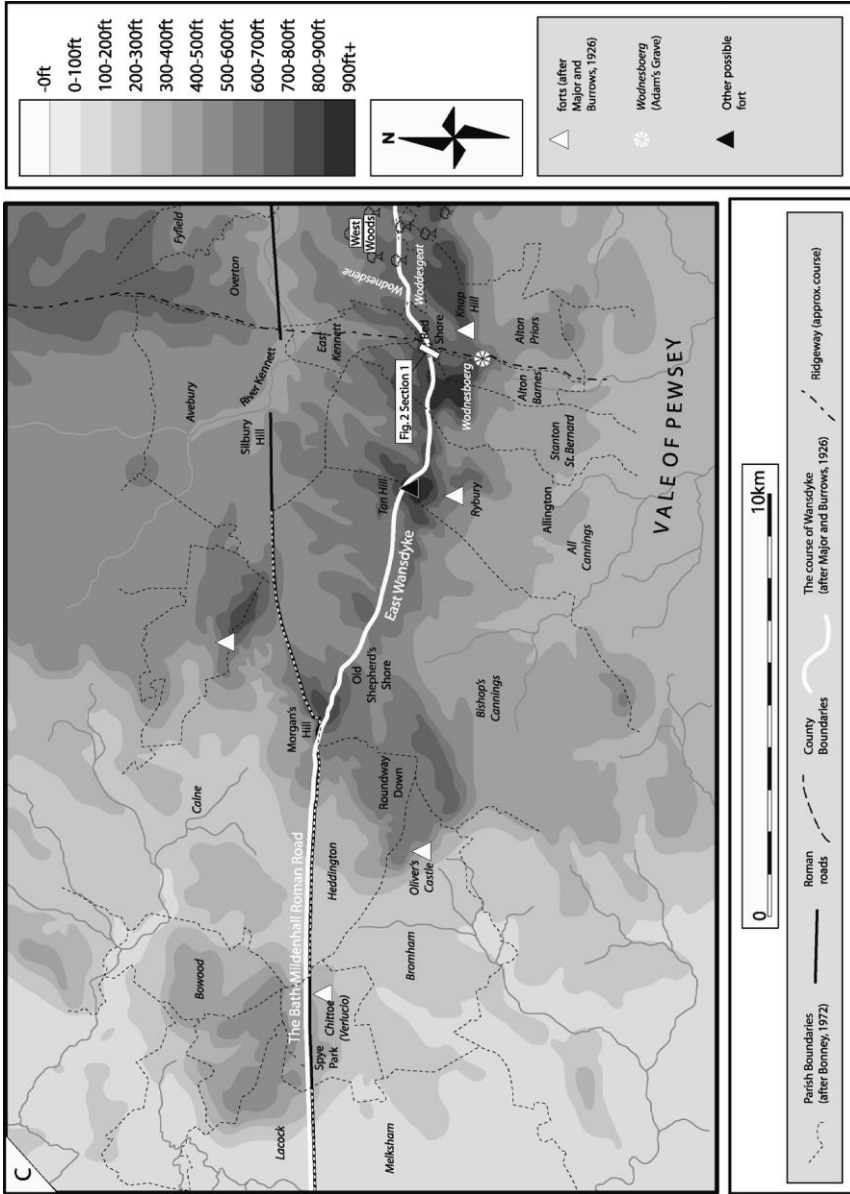 C
Lacock
Melksham
Bowood
Calne
The Bath-Mildenhall Roman Road
Spye
Park
Chittoe
(Verlucio)
Bromham
Heddington
Oliver's
Castle
Roundway
Down
Morgan's
Hill
Old
Shepherd's
Shore
Bishop's
Cannings
East Wansdyke
Tan Hill
Rybury
Allington
All
Cannings
Stanton
St. Bernard
VALE OF PEWSEY
Silbury
Hill
Avebury
River Kennett
East
Kennett
Overton
Fyfield
Fig. 2 Section 1
Red
Shore
Wodnesboerg
Alton
Barnes
Alton
Priors
Knap
Hill
Wodnesdene
Woddesgeat
West
Woods
-0ft
0-100ft
100-200ft
200-300ft
300-400ft
400-500ft
500-600ft
600-700ft
700-800ft
800-900ft
900ft+
N
forts (after
Major and
Burrows, 1926)
Wodnesboerg
(Adam's Grave)
Other possible
fort
0
10km
Parish Boundaries
(after Bonney, 1972)
Roman
roads
County
Boundaries
The course of Wansdyke
(after Major and Burrows, 1926)
Ridgeway (approx. course)